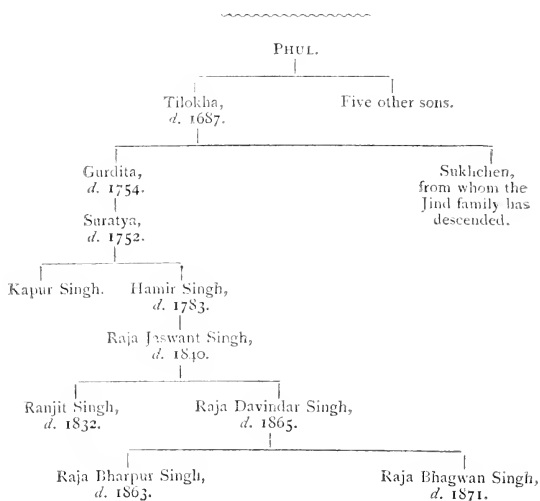 PHUL.
Tilokha,
d. 1687.
Five other sons.
Gurdita,
d. 1754.
Sukhchen,
from whom the
Jind family has
descended.
Suratya,
d. 1752.
Kapur Singh.
Hamir Singh,
d. 1783.
Raja Jaswant Singh,
d. 1840.
Ranjit Singh,
d. 1832.
Raja Davindar Singh,
d. 1865.
Raja Bharpur Singh,
d. 1863.
Raja Bhagwan Singh,
d. 1871.